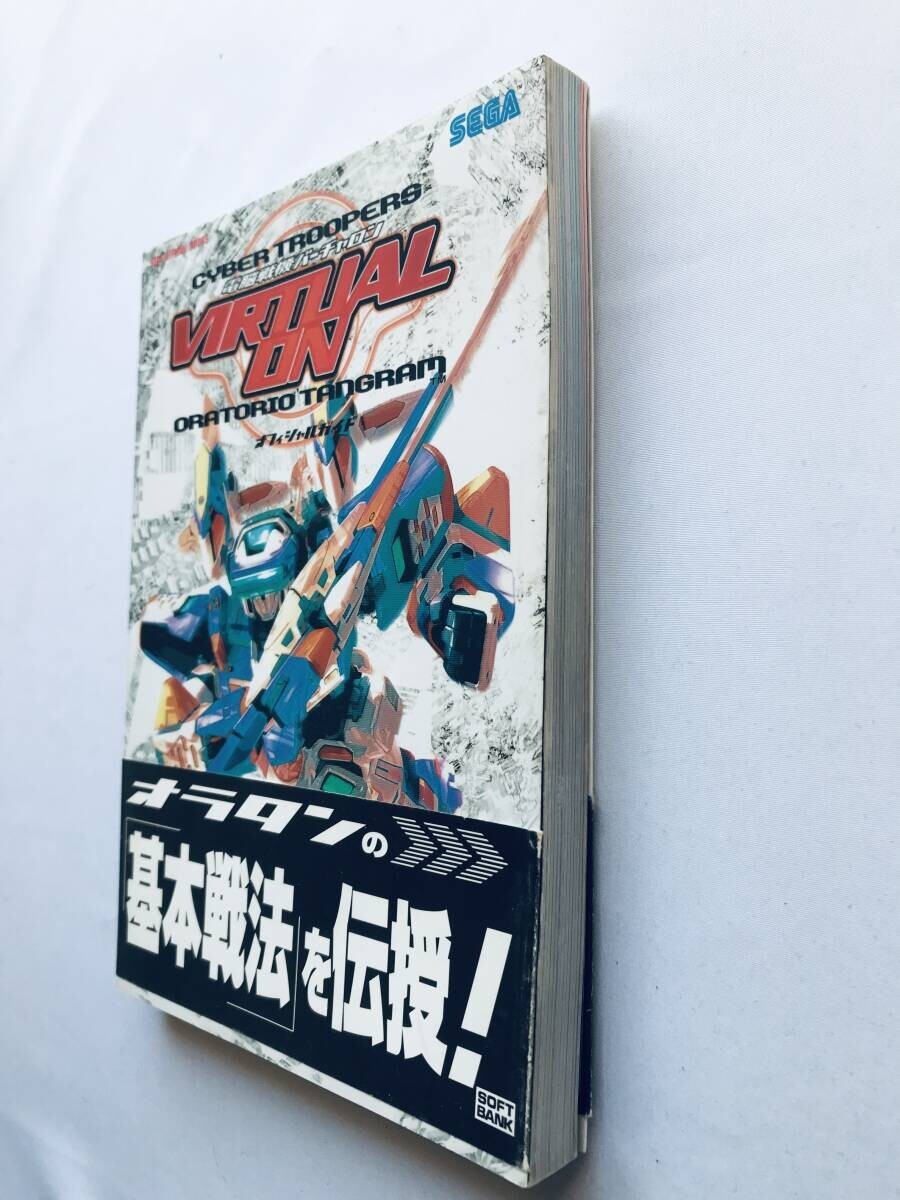 SEGA
CYBER TROOPERS
電脳戦機バーチャロン
VIRTUAL
ON
ORATORIO TANGRAM™
オフィシャルガイド
オラタンの
「基本戦法」を伝授!
SOFT
BANK